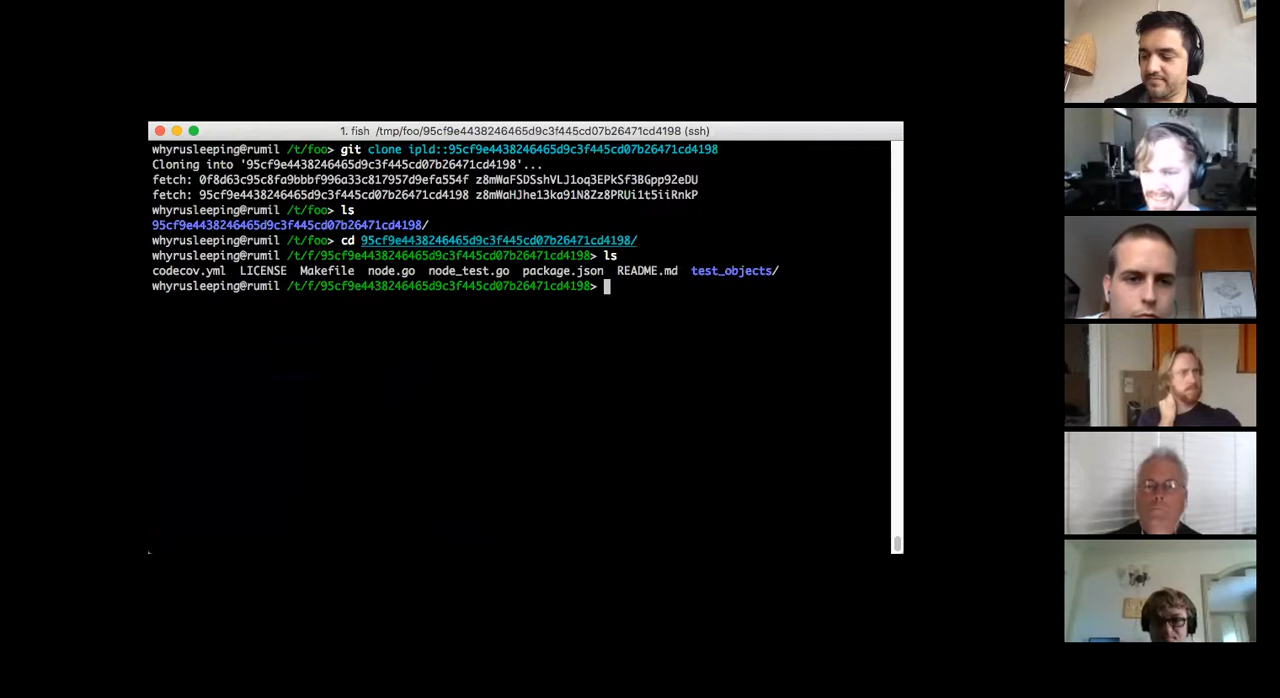 1. fish /tmp/foo/95cf9e4438246465d9c3f445cd07b26471cd4198 (ssh)
whyrusleeping@rumil /t/foo> git clone ipld::95cf9e4438246465d9c3f445cd07b26471cd4198
Cloning into '95cf9e4438246465d9c3f445cd07b26471cd4198'...
fetch: 0f8d63c95c8fa9bbbf996a33c817957d9efa554f z8mWaFSDSshVLJ1oq3EPkSf3BGpp92eDU
fetch: 95cf9e4438246465d9c3f445cd07b26471cd4198 z8mWaHJhe13ka91N8Zz8PRUi1t5iiRnkP
whyrusleeping@rumil /t/foo> ls
95cf9e4438246465d9c3f445cd07b26471cd4198/
whyrusleeping@rumil /t/foo> cd 95cf9e4438246465d9c3f445cd07b26471cd4198/
whyrusleeping@rumil /t/f/95cf9e4438246465d9c3f445cd07b26471cd4198> ls
codecov.yml LICENSE Makefile node.go node_test.go package.json README.md test_objects/
whyrusleeping@rumil /t/f/95cf9e4438246465d9c3f445cd07b26471cd4198>